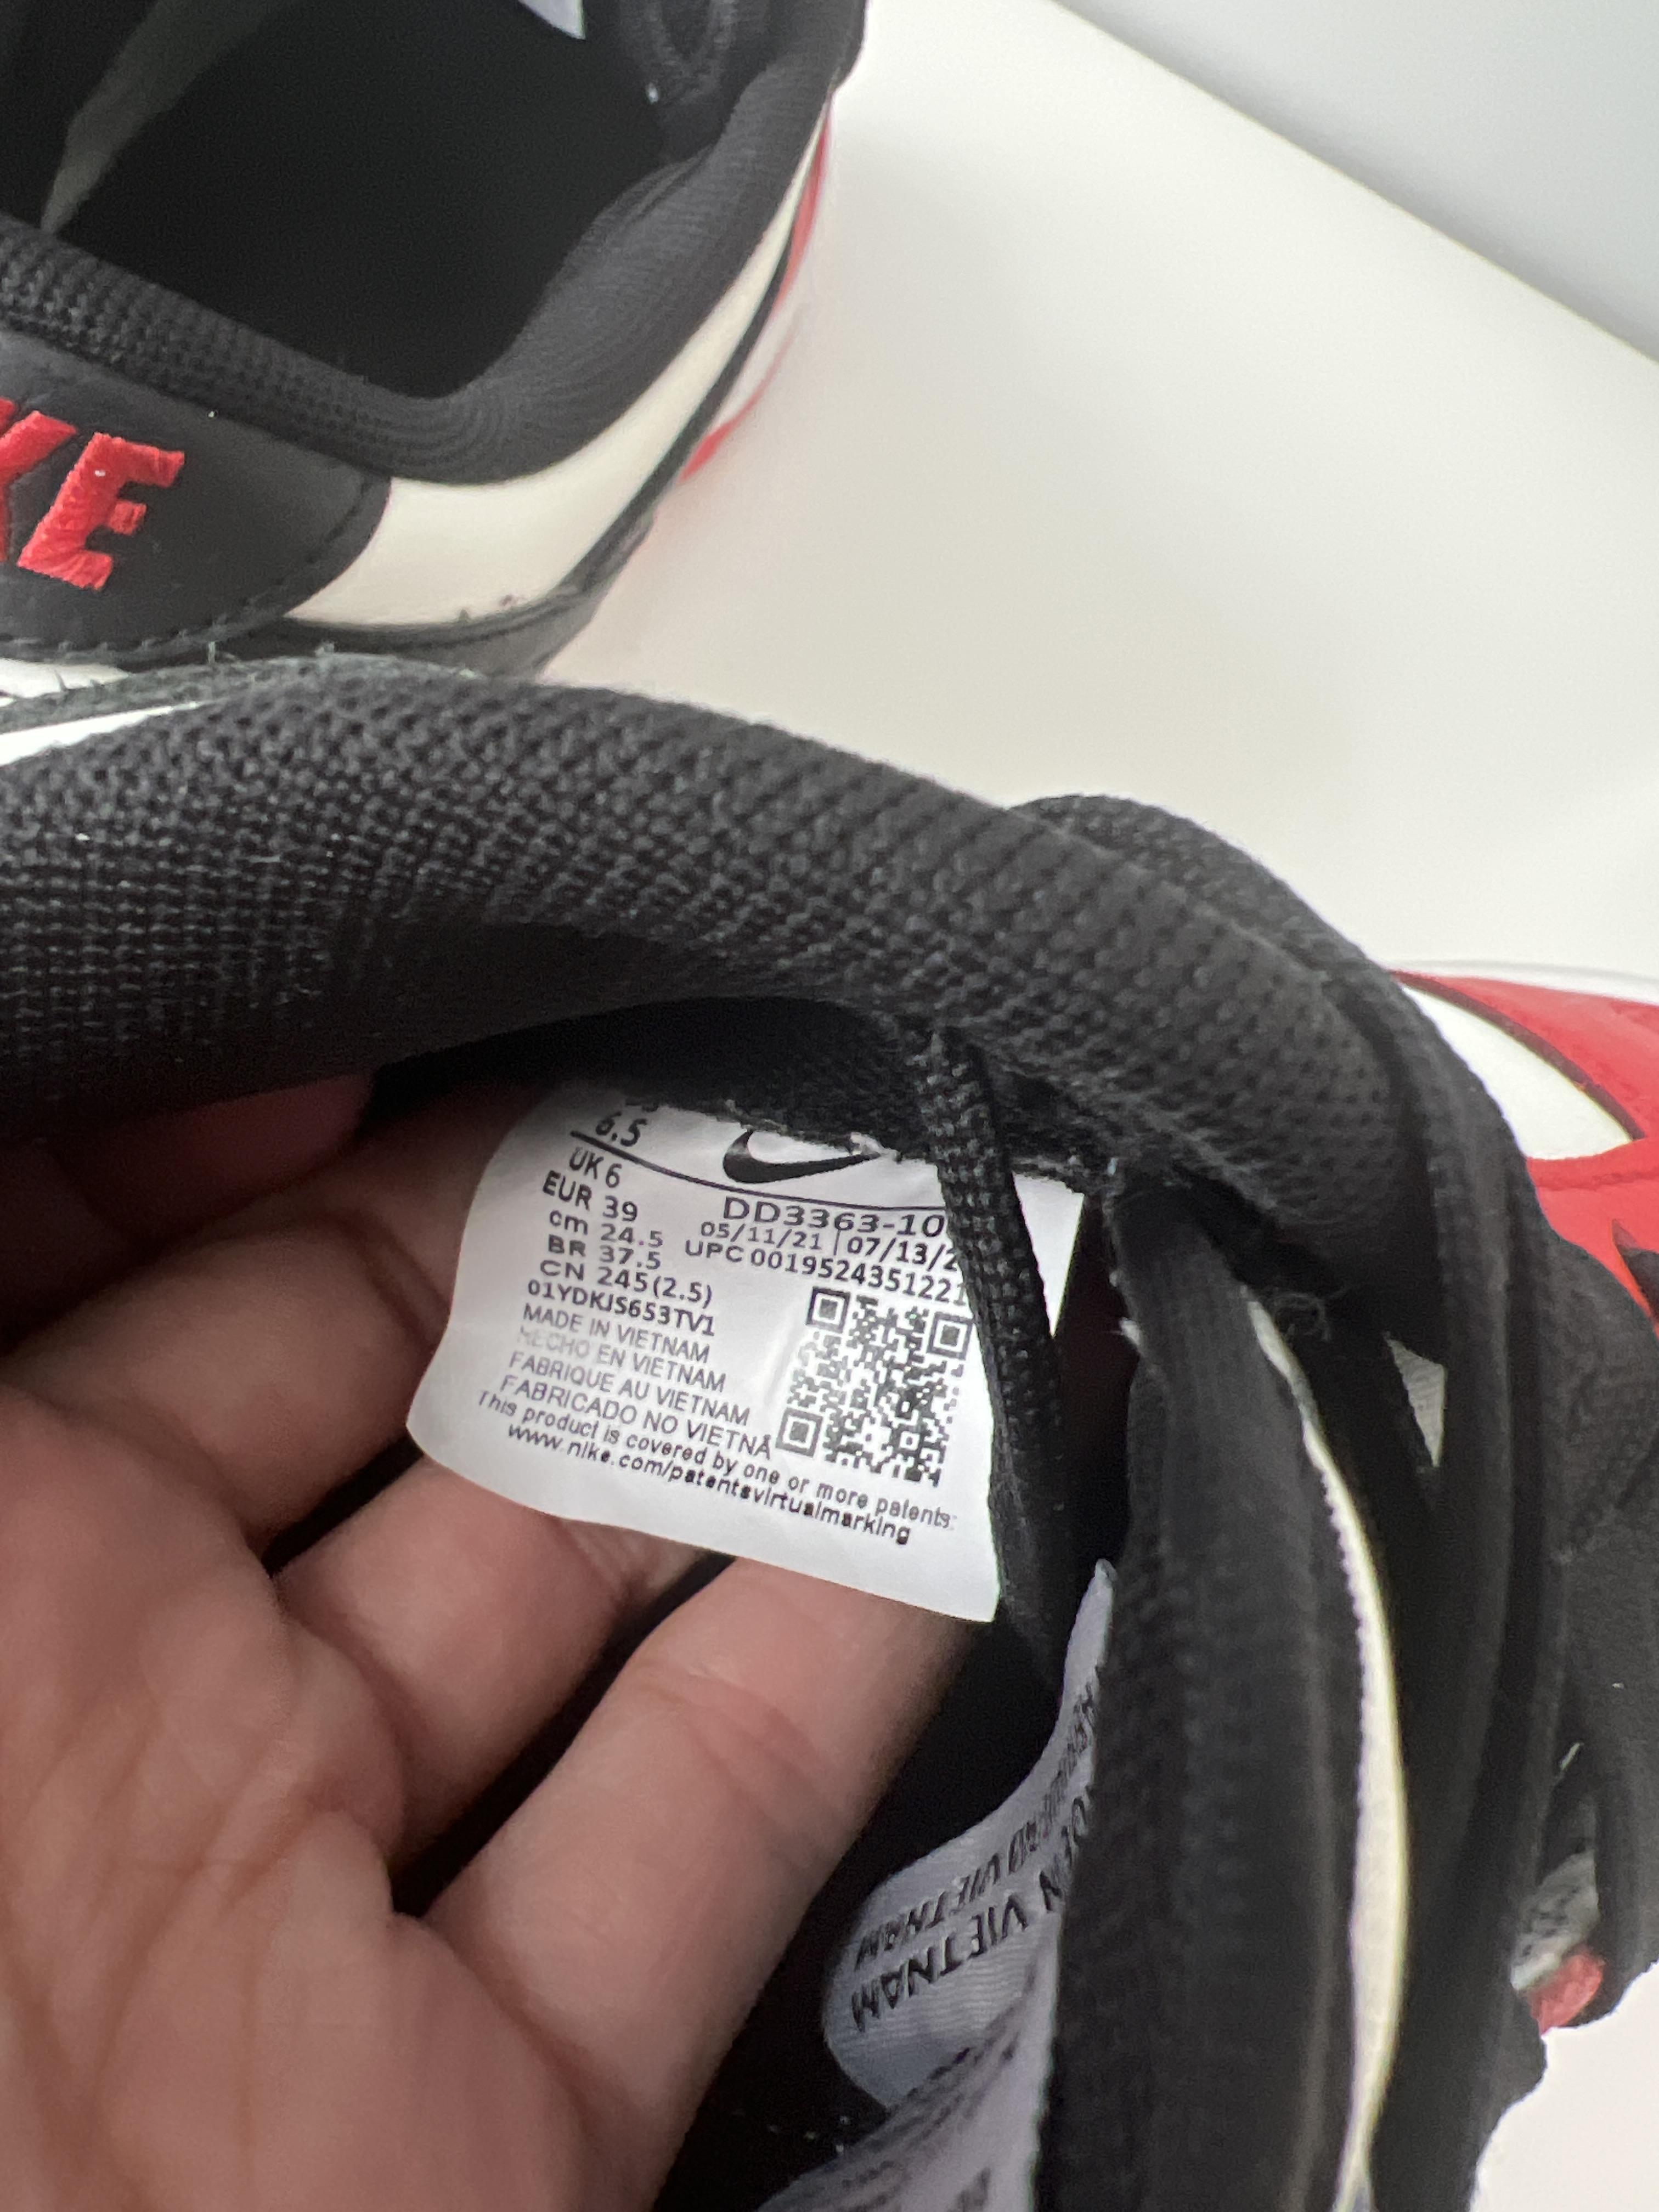 KE
6.5
UK 6
EUR 39
cm 24.5
BR 37.5
CN 245(2.5)
01YDKJS653TV1
DD3363-10
05/11/21 | 07/13/2
UPC 001952435122
MADE IN VIETNAM
HECHO EN VIETNAM
FABRIQUE AU VIETNAM
FABRICADO NO VIETNÃ
This product is covered by one or more patents:
www.nike.com/patentsvirtualmarking
VIETNAM
VIETNAM